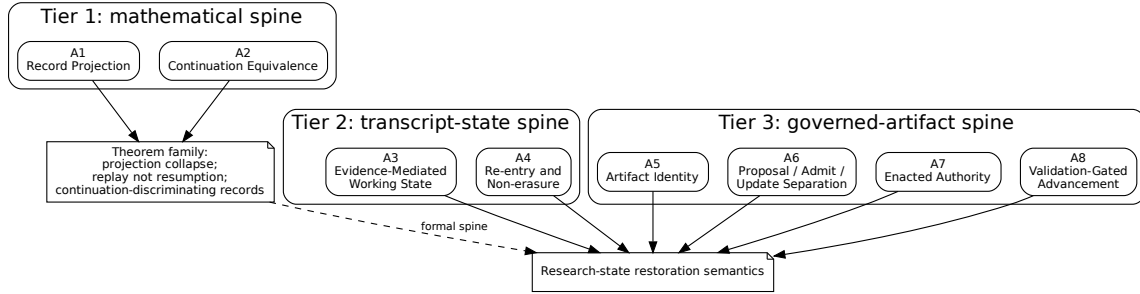 Tier 1: mathematical spine
A1
Record Projection
A2
Continuation Equivalence
Theorem family:
projection collapse;
replay not resumption;
continuation-discriminating records
Tier 2: transcript-state spine
A3
Evidence-Mediated
Working State
A4
Re-entry and
Non-erasure
Tier 3: governed-artifact spine
A5
Artifact Identity
A6
Proposal / Admit /
Update Separation
A7
Enacted Authority
A8
Validation-Gated
Advancement
formal spine
Research-state restoration semantics